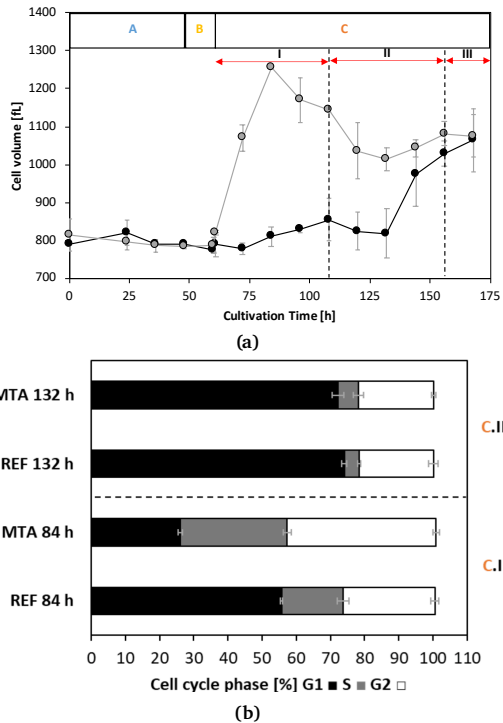 A B C
I II III
1400
1300
1200
1100
1000
900
800
700
Cell volume [fL]
0 25 50 75 100 125 150 175
Cultivation Time [h]
(a)
MTA 132 h
REF 132 h
C.II
MTA 84 h
REF 84 h
C.I
0 10 20 30 40 50 60 70 80 90 100 110
Cell cycle phase [%] G1 ■ S ■ G2 □
(b)